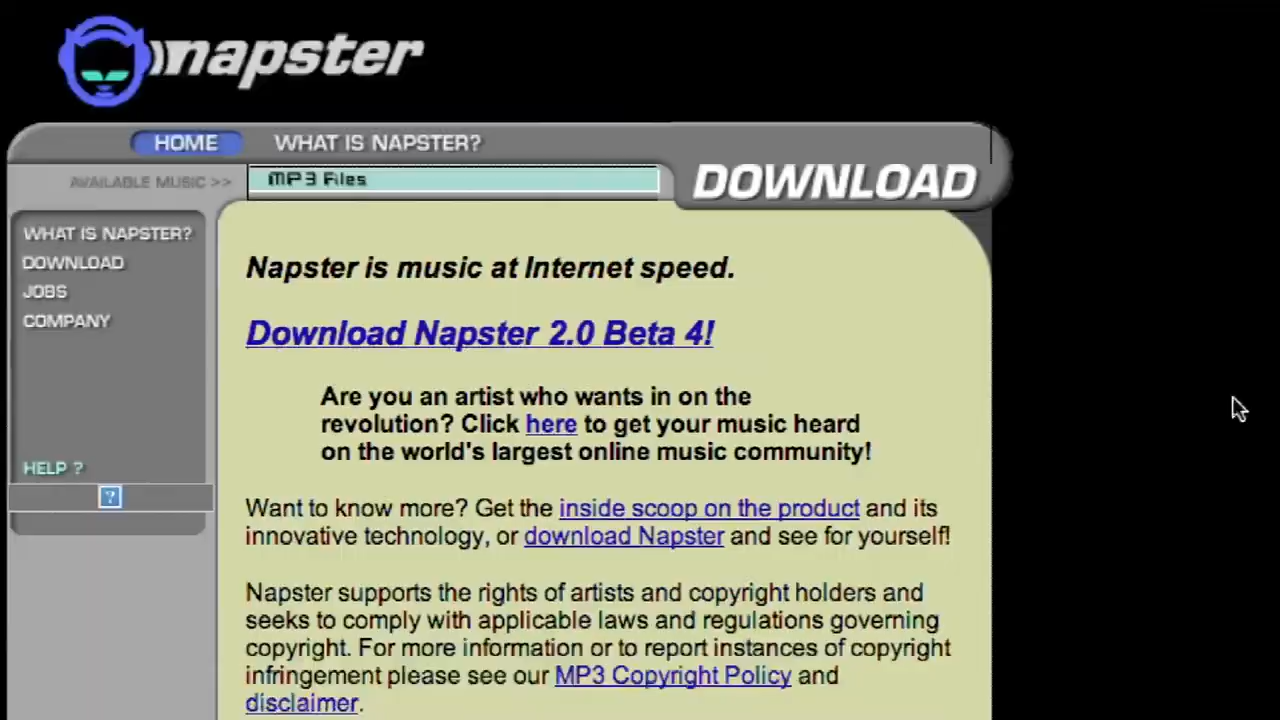 napster
HOME WHAT IS NAPSTER?
AVAILABLE MUSIC >> MP3 Files
DOWNLOAD
WHAT IS NAPSTER?
DOWNLOAD
JOBS
COMPANY
HELP ?
?
Napster is music at Internet speed.
Download Napster 2.0 Beta 4!
Are you an artist who wants in on the
revolution? Click here to get your music heard
on the world's largest online music community!
Want to know more? Get the inside scoop on the product and its
innovative technology, or download Napster and see for yourself!
Napster supports the rights of artists and copyright holders and
seeks to comply with applicable laws and regulations governing
copyright. For more information or to report instances of copyright
infringement please see our MP3 Copyright Policy and
disclaimer.